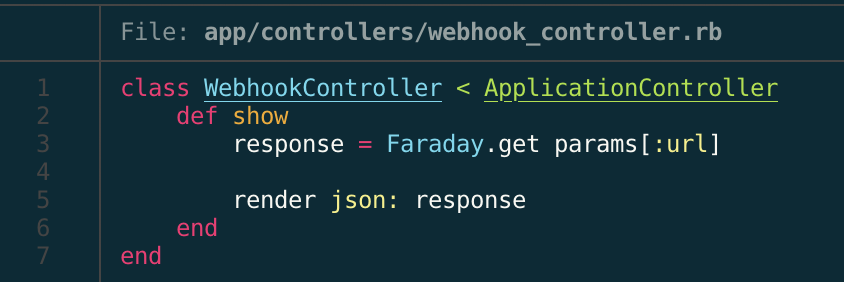 File: app/controllers/webhook_controller.rb
1 class WebhookController < ApplicationController
2     def show
3         response = Faraday.get params[:url]
4
5         render json: response
6     end
7 end